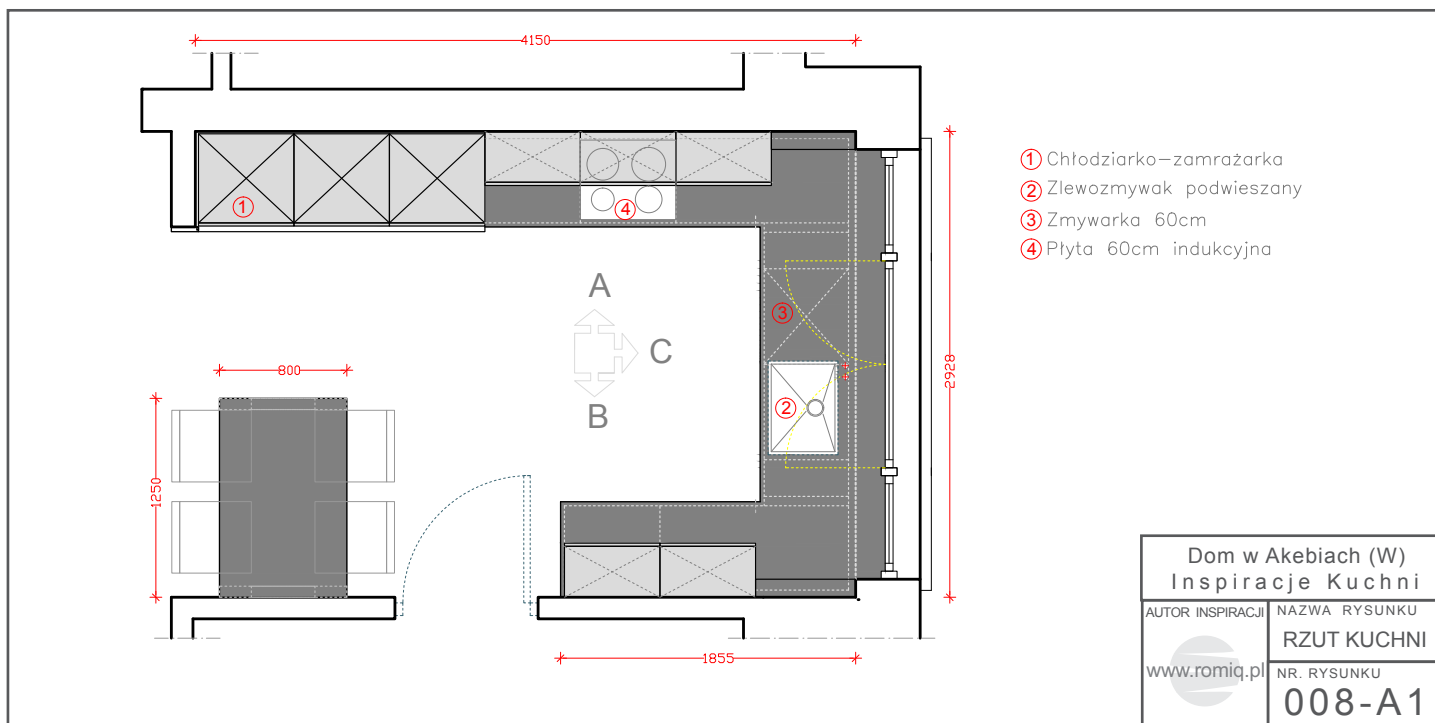 4150
① Chłodziarko-zamrażarka
② Zlewozmywak podwieszany
③ Zmywarka 60cm
④ Płyta 60cm indukcyjna
①
④
A
③
C
2928
800
②
B
1250
1855
Dom w Akebiach (W)
Inspiracje Kuchni
AUTOR INSPIRACJI
www.romiq.pl
NAZWA RYSUNKU
RZUT KUCHNI
NR. RYSUNKU
008-A1